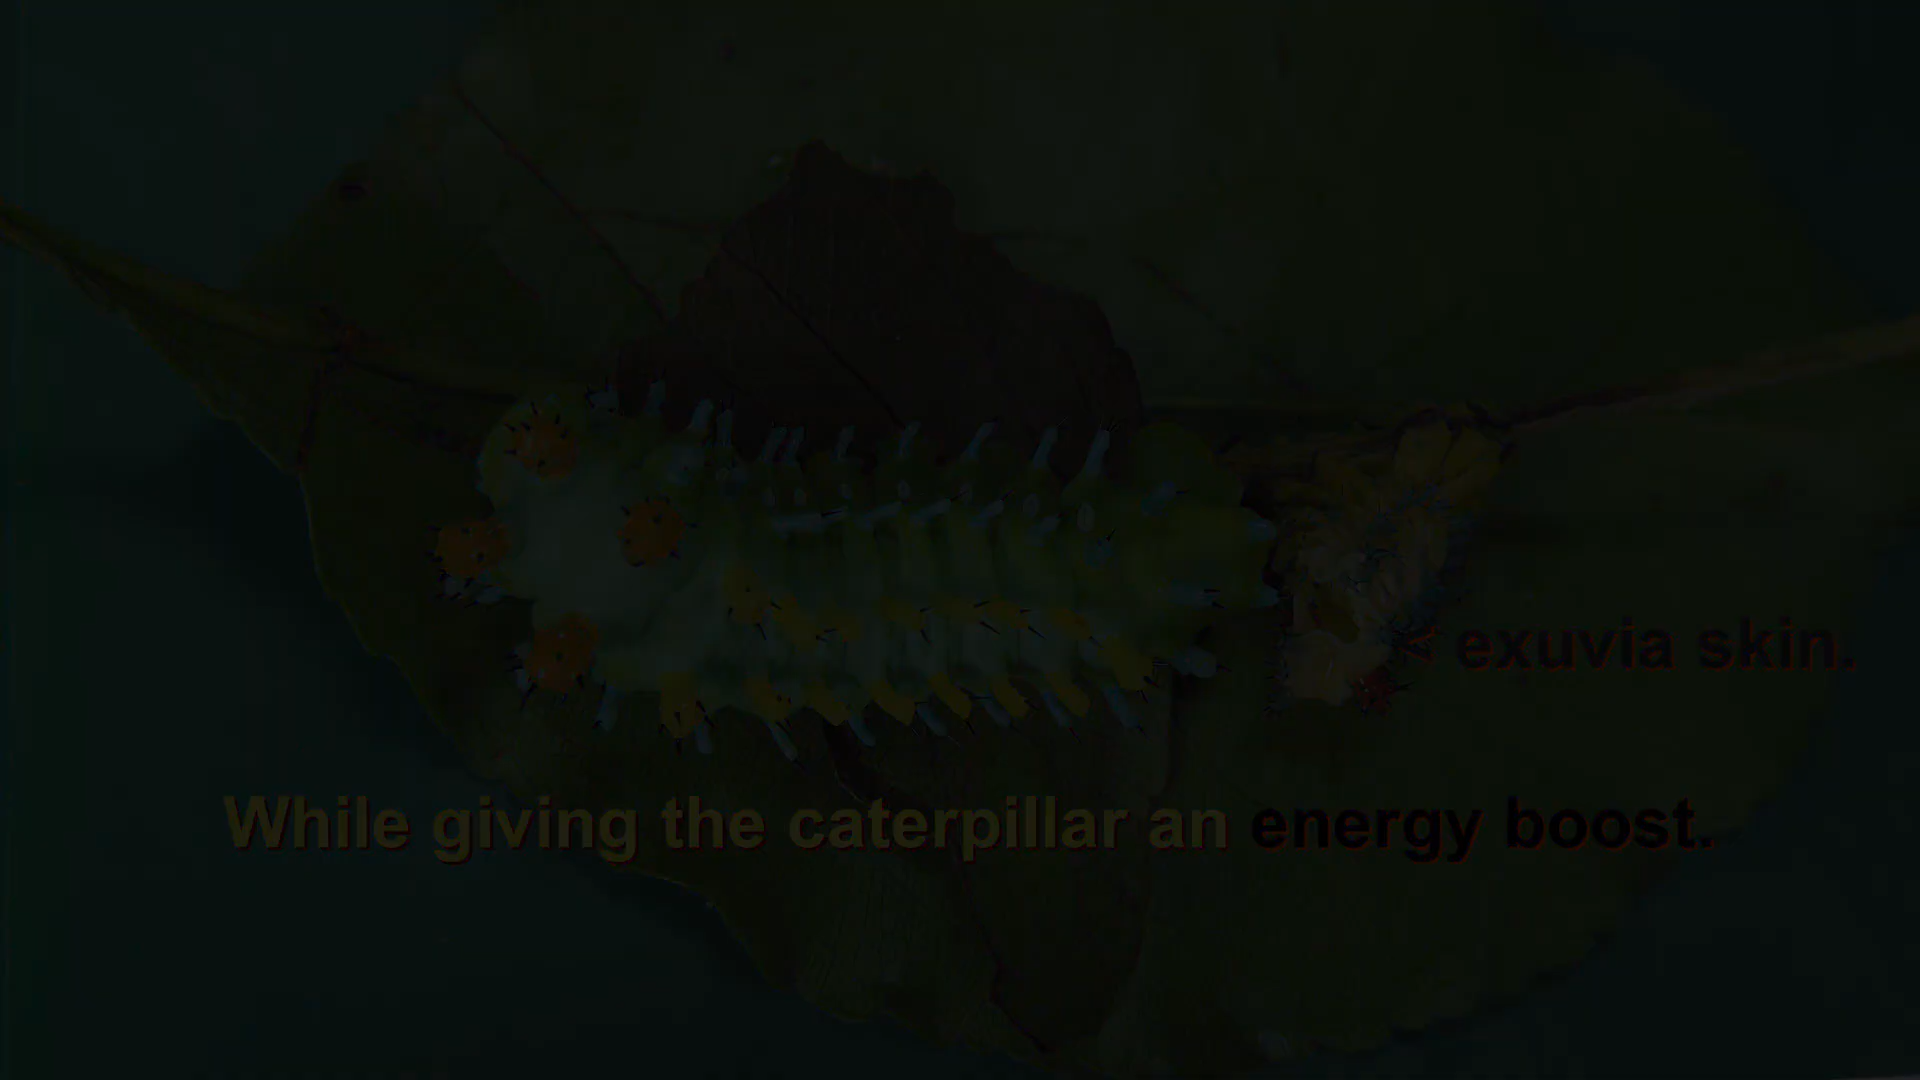 < exuvia skin.
While giving the caterpillar an energy boost.